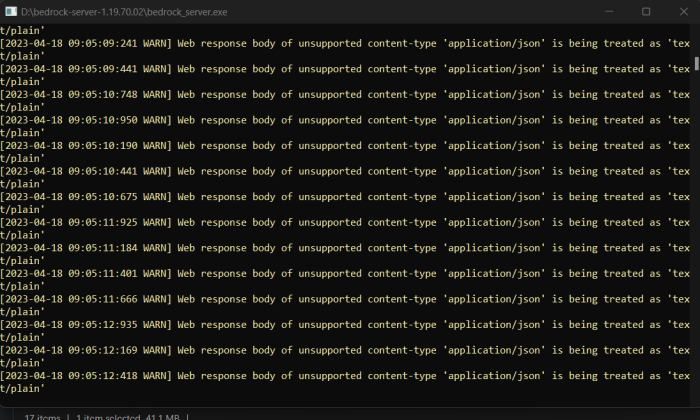 D:\bedrock-server-1.19.70.02\bedrock_server.exe
t/plain'
[2023-04-18 09:05:09:241 WARN] Web response body of unsupported content-type 'application/json' is being treated as 'tex
t/plain'
[2023-04-18 09:05:09:441 WARN] Web response body of unsupported content-type 'application/json' is being treated as 'tex
t/plain'
[2023-04-18 09:05:10:748 WARN] Web response body of unsupported content-type 'application/json' is being treated as 'tex
t/plain'
[2023-04-18 09:05:10:950 WARN] Web response body of unsupported content-type 'application/json' is being treated as 'tex
t/plain'
[2023-04-18 09:05:10:190 WARN] Web response body of unsupported content-type 'application/json' is being treated as 'tex
t/plain'
[2023-04-18 09:05:10:441 WARN] Web response body of unsupported content-type 'application/json' is being treated as 'tex
t/plain'
[2023-04-18 09:05:10:675 WARN] Web response body of unsupported content-type 'application/json' is being treated as 'tex
t/plain'
[2023-04-18 09:05:11:925 WARN] Web response body of unsupported content-type 'application/json' is being treated as 'tex
t/plain'
[2023-04-18 09:05:11:184 WARN] Web response body of unsupported content-type 'application/json' is being treated as 'tex
t/plain'
[2023-04-18 09:05:11:401 WARN] Web response body of unsupported content-type 'application/json' is being treated as 'tex
t/plain'
[2023-04-18 09:05:11:666 WARN] Web response body of unsupported content-type 'application/json' is being treated as 'tex
t/plain'
[2023-04-18 09:05:12:935 WARN] Web response body of unsupported content-type 'application/json' is being treated as 'tex
t/plain'
[2023-04-18 09:05:12:169 WARN] Web response body of unsupported content-type 'application/json' is being treated as 'tex
t/plain'
[2023-04-18 09:05:12:418 WARN] Web response body of unsupported content-type 'application/json' is being treated as 'tex
t/plain'
17 items | 1 item selected 41.1 MB |